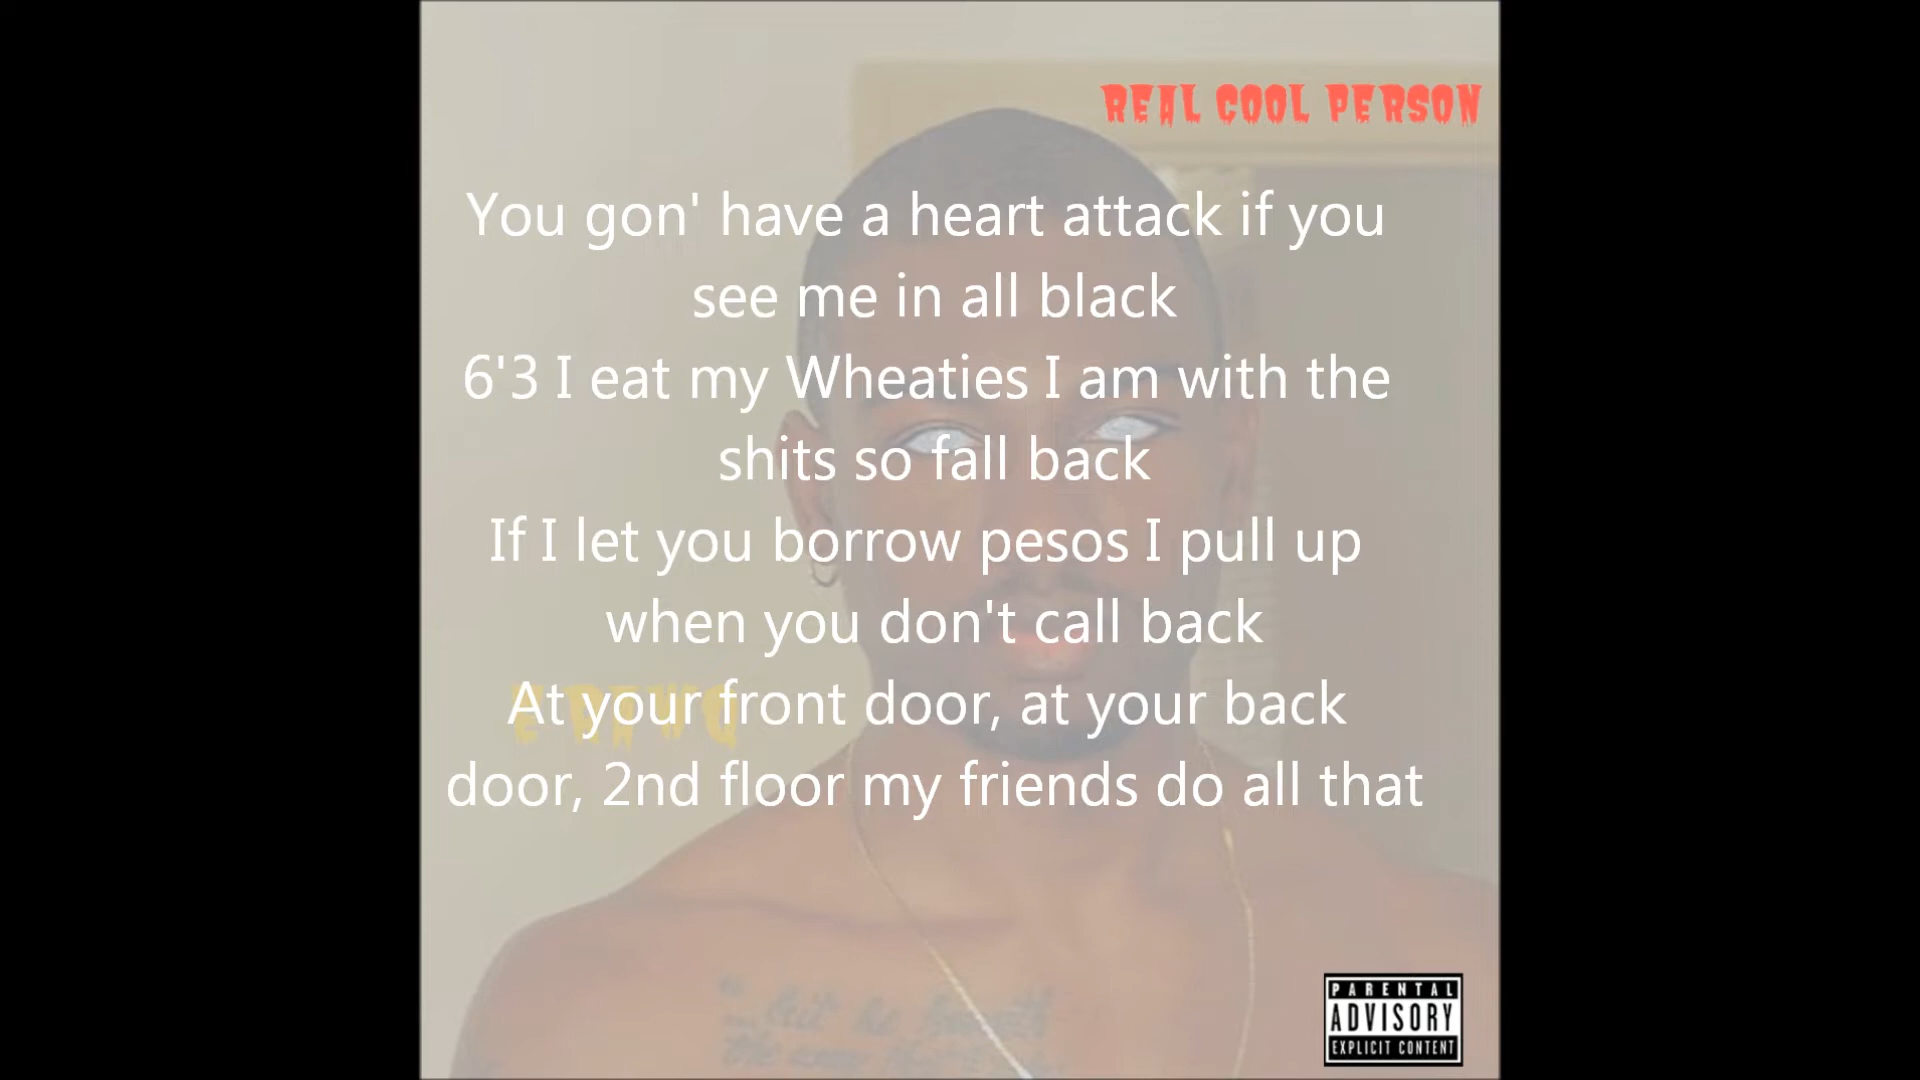 REAL COOL PERSON
You gon' have a heart attack if you
see me in all black
6'3 I eat my Wheaties I am with the
shits so fall back
If I let you borrow pesos I pull up
when you don't call back
At your front door, at your back
door, 2nd floor my friends do all that
PARENTAL
ADVISORY
EXPLICIT CONTENT